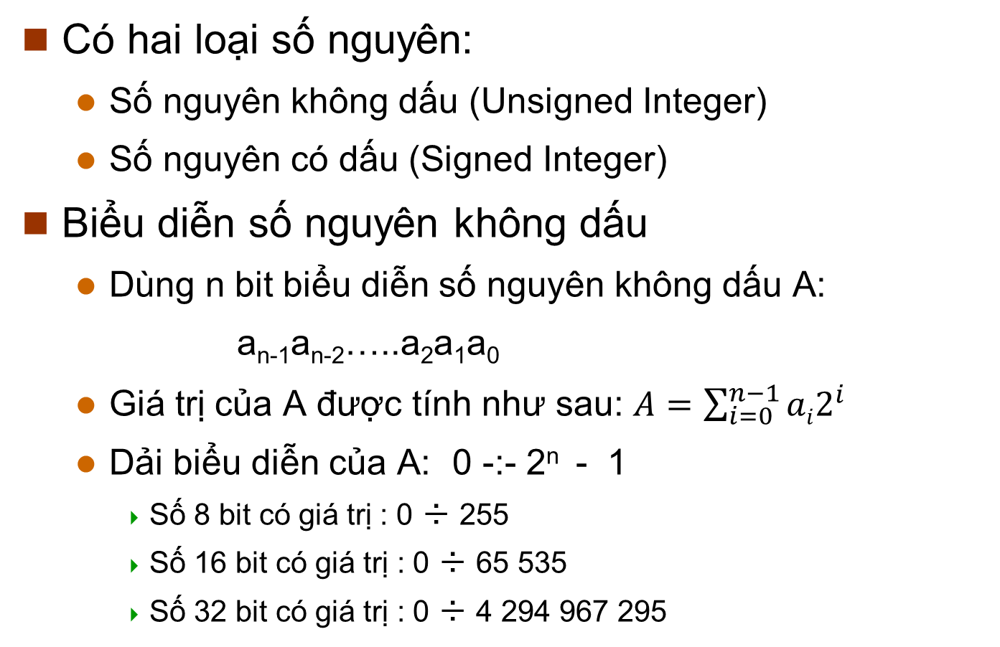 Có hai loại số nguyên:
Số nguyên không dấu (Unsigned Integer)
Số nguyên có dấu (Signed Integer)
Biểu diễn số nguyên không dấu
Dùng n bit biểu diễn số nguyên không dấu A:
aₙ₋₁aₙ₋₂…..a₂a₁a₀
Giá trị của A được tính như sau: $A = \sum_{i=0}^{n-1} a_i 2^i$
Dải biểu diễn của A: 0 -:- 2ⁿ - 1
Số 8 bit có giá trị : 0 ÷ 255
Số 16 bit có giá trị : 0 ÷ 65 535
Số 32 bit có giá trị : 0 ÷ 4 294 967 295